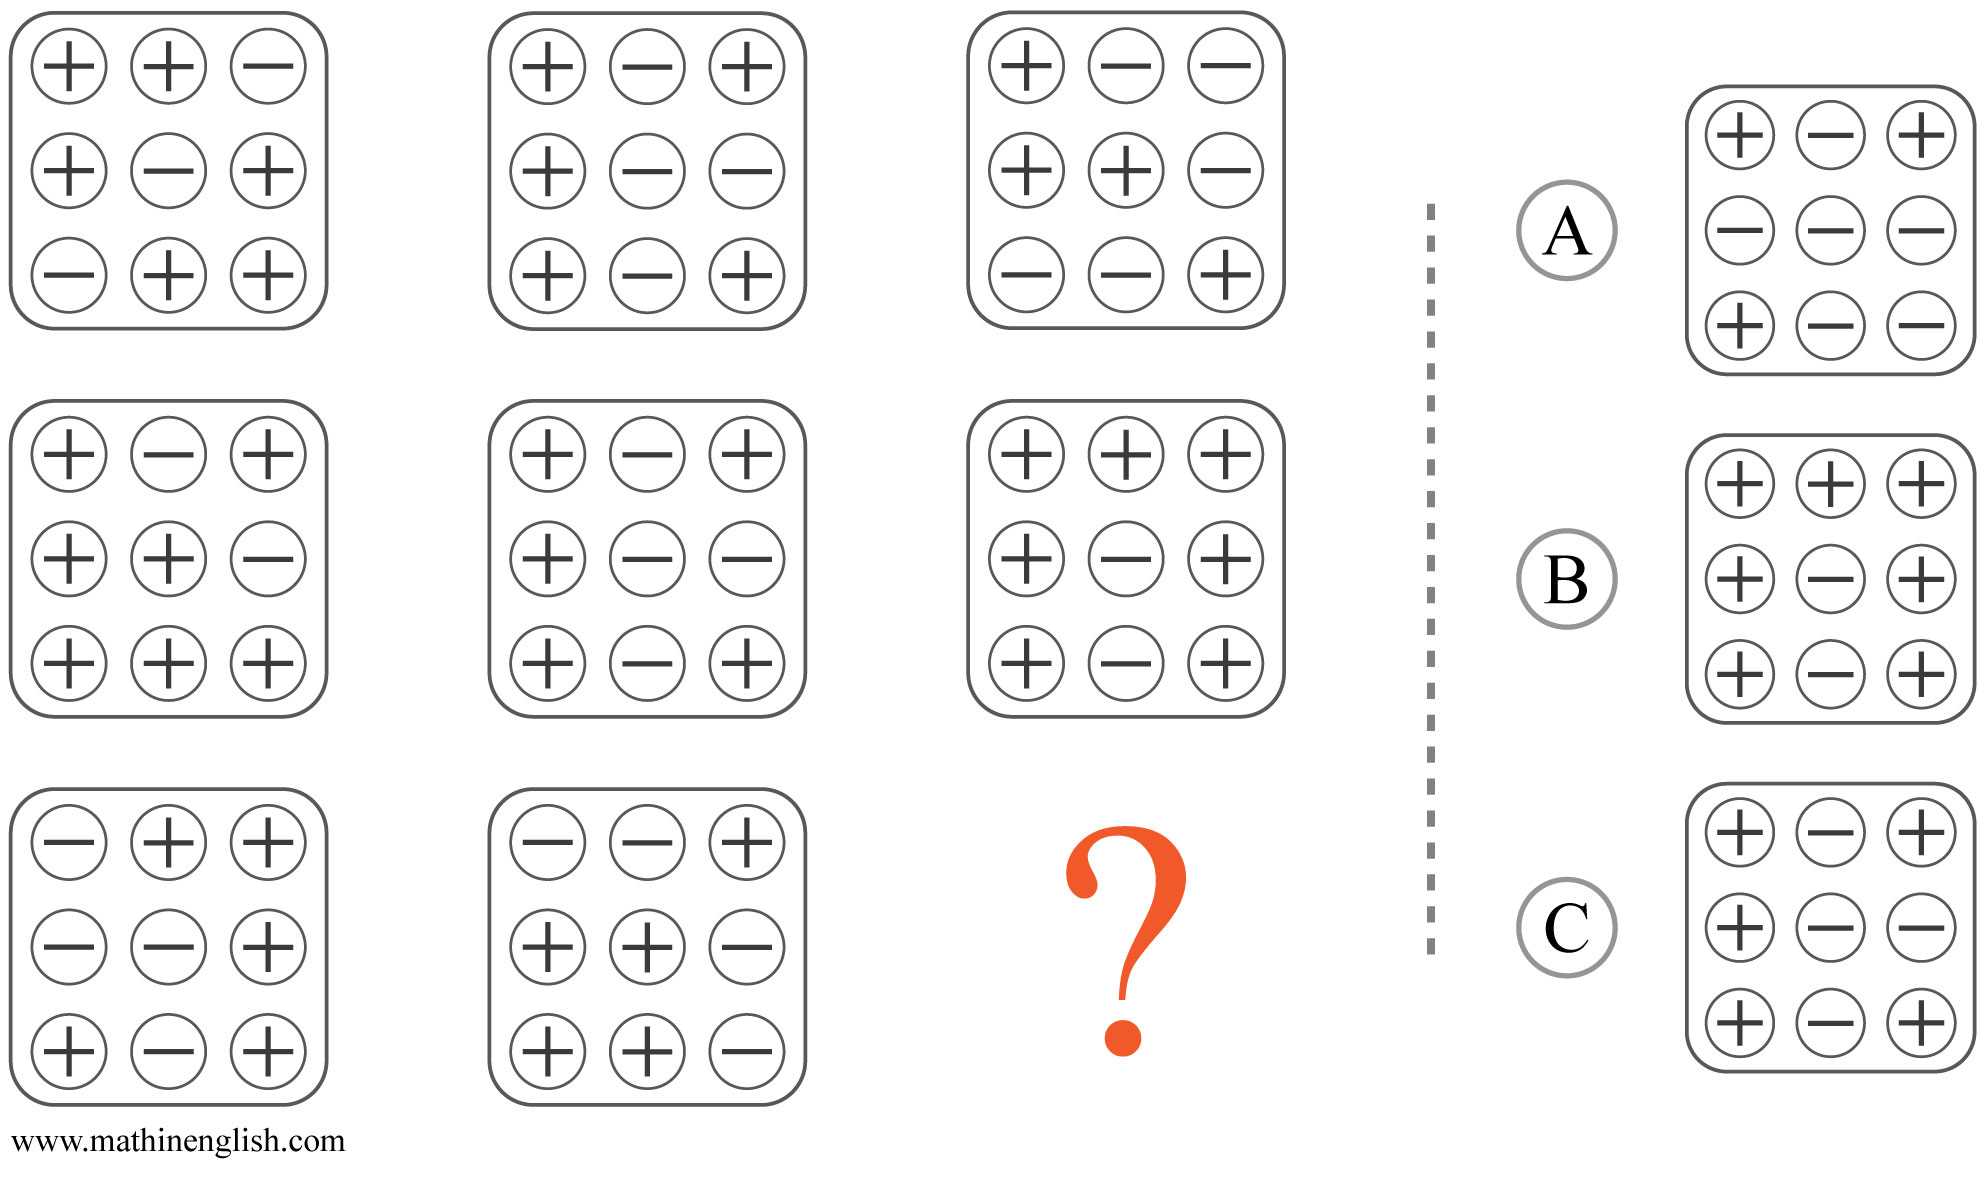 + + − + − + + − −
+ − + + − − + + −
− + + + − + − − +
A
+ − +
− − −
+ − −
+ − + + − + + + +
+ + − + − − + − +
+ + + + − + + − +
B
+ + +
+ − +
+ − +
− + + − − +
− − + + + −
+ − + + + −
?
C
+ − +
+ − −
+ − +
www.mathinenglish.com